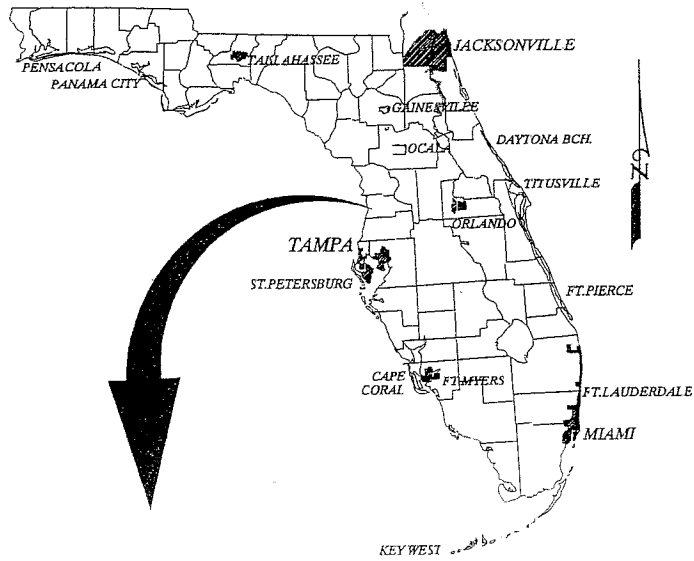 JACKSONVILLE
PENSACOLA
TALLAHASSEE
PANAMA CITY
GAINESVILLE
DAYTONA BCH.
OCALA
TITUSVILLE
ORLANDO
TAMPA
ST.PETERSBURG
FT.PIERCE
CAPE
CORAL
FT.MYERS
FT.LAUDERDALE
MIAMI
KEY WEST
N